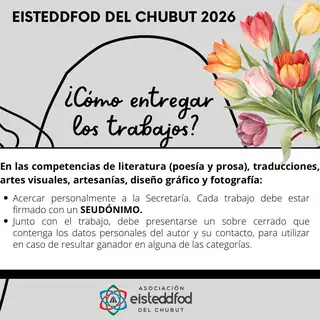 EISTEDDFOD DEL CHUBUT 2026
¿Cómo entregar
los trabajos?
En las competencias de literatura (poesía y prosa), traducciones,
artes visuales, artesanías, diseño gráfico y fotografía:
• Acercar personalmente a la Secretaría. Cada trabajo debe estar
firmado con un SEUDÓNIMO.
• Junto con el trabajo, debe presentarse un sobre cerrado que
contenga los datos personales del autor y su contacto, para utilizar
en caso de resultar ganador en alguna de las categorías.
ASOCIACIÓN
eisteddfod
DEL CHUBUT